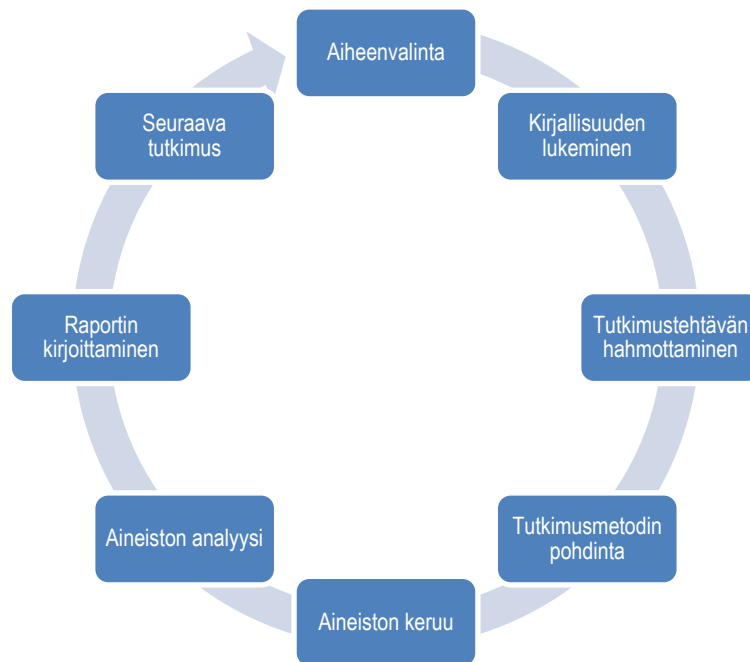 Aiheenvalinta
Kirjallisuuden
lukeminen
Tutkimustehtävän
hahmottaminen
Tutkimusmetodin
pohdinta
Aineiston keruu
Aineiston analyysi
Raportin
kirjoittaminen
Seuraava
tutkimus